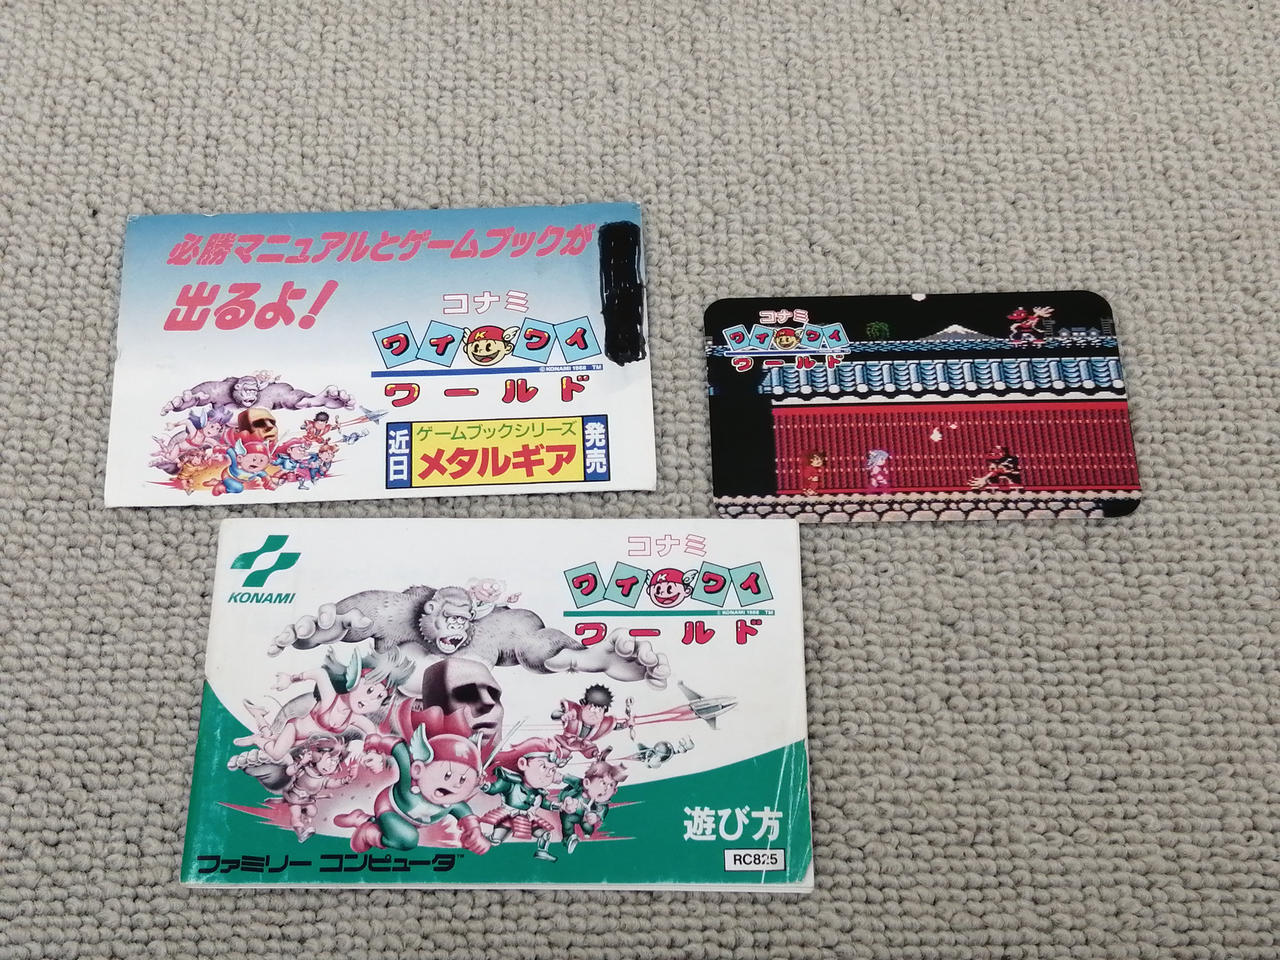 必勝マニュアルとゲームブックが
出るよ!
コナミ
ワイワイ
© KONAMI 1988 TM
ワールド
近日
ゲームブックシリーズ
メタルギア
発売
コナミ
ワイワイ
ワールド
KONAMI
コナミ
ワイワイ
© KONAMI 1988 TM
ワールド
遊び方
ファミリー コンピュータ™
RC825